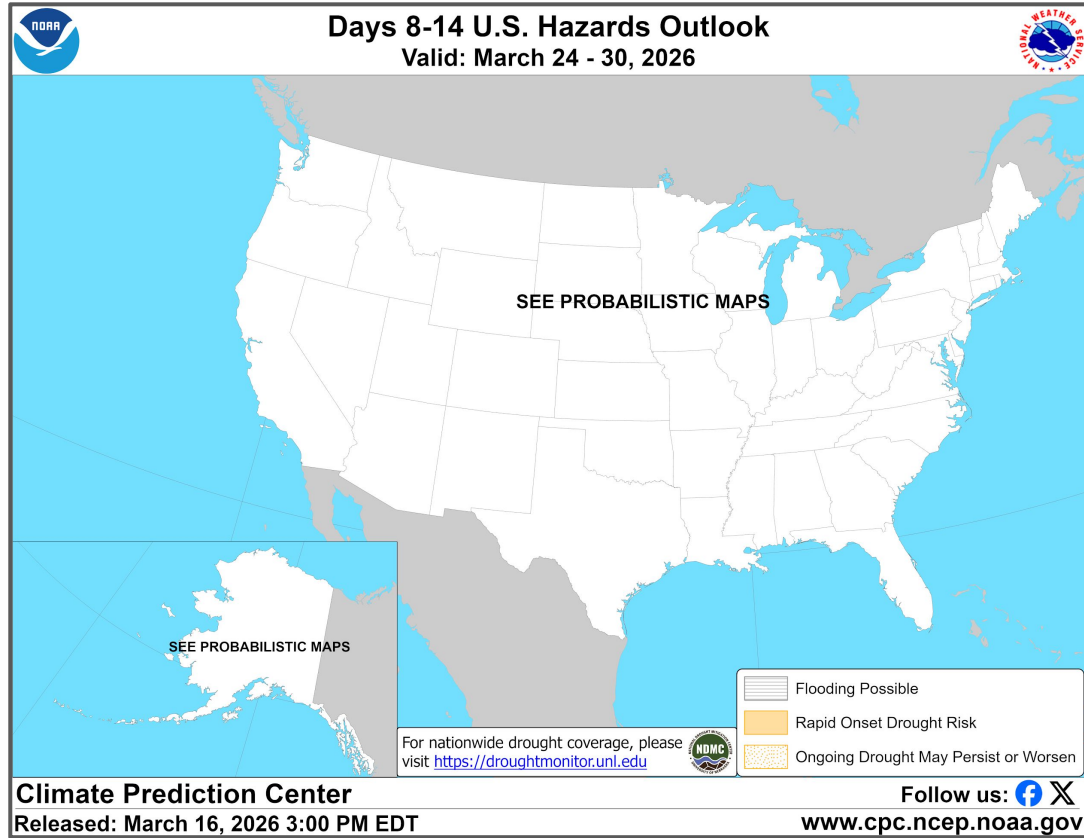 NOAA
Days 8-14 U.S. Hazards Outlook
Valid: March 24 - 30, 2026
NATIONAL WEATHER SERVICE
SEE PROBABILISTIC MAPS
SEE PROBABILISTIC MAPS
For nationwide drought coverage, please
visit https://droughtmonitor.unl.edu
NDMC
Flooding Possible
Rapid Onset Drought Risk
Ongoing Drought May Persist or Worsen
Climate Prediction Center
Follow us:
Released: March 16, 2026 3:00 PM EDT
www.cpc.ncep.noaa.gov